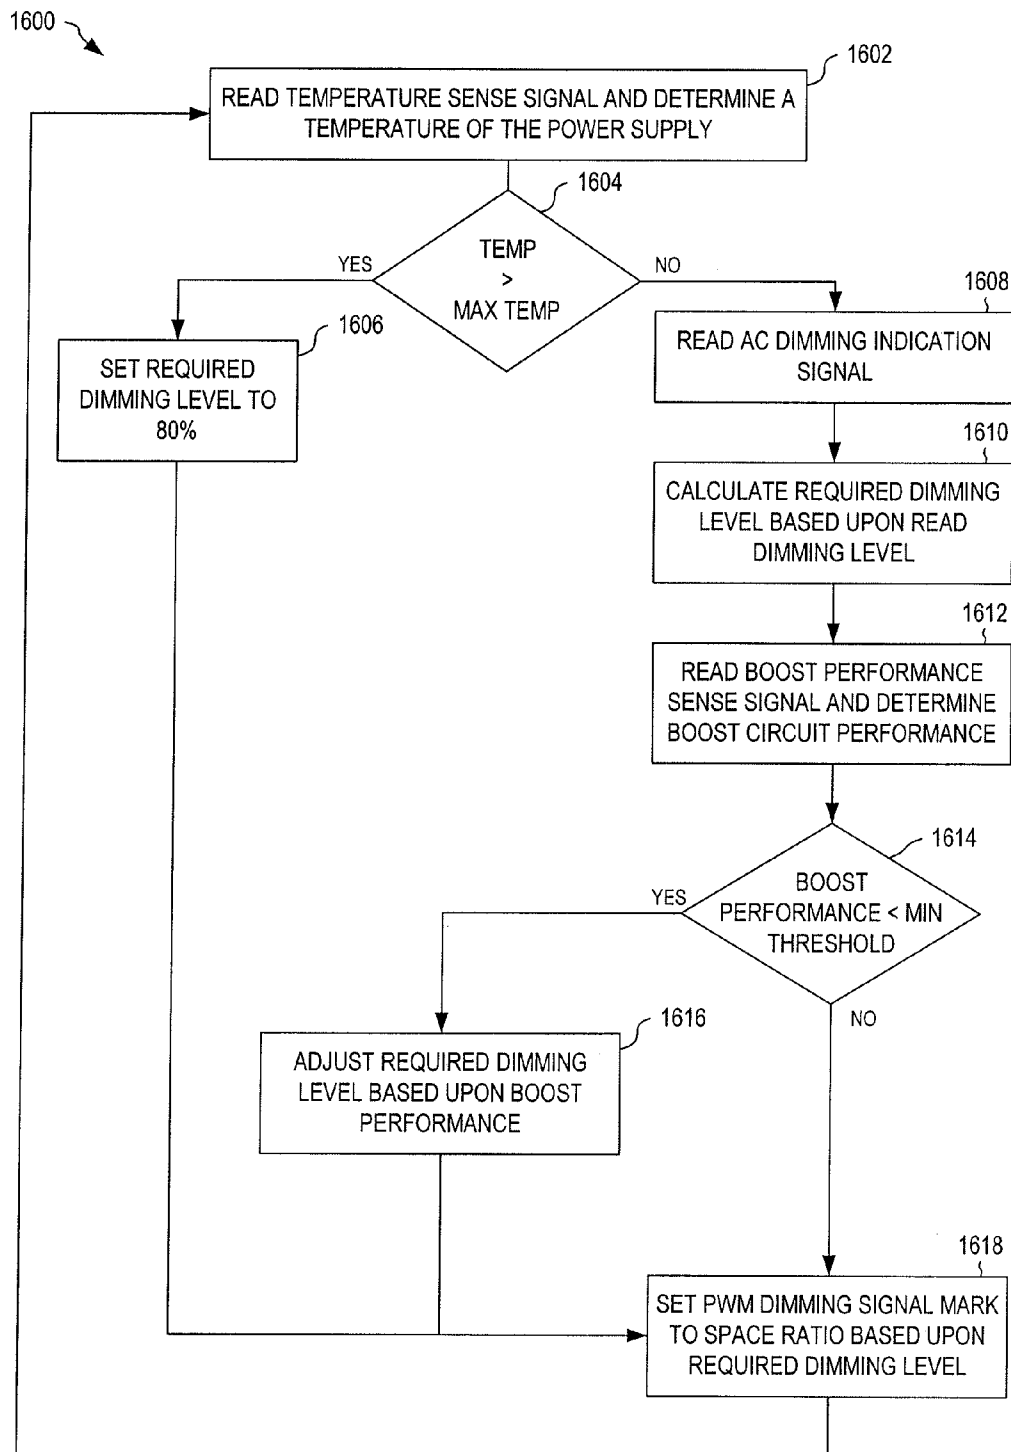 1600
1602
READ TEMPERATURE SENSE SIGNAL AND DETERMINE A
TEMPERATURE OF THE POWER SUPPLY
1604
TEMP
>
MAX TEMP
YES
NO
1606
SET REQUIRED
DIMMING LEVEL TO
80%
1608
READ AC DIMMING INDICATION
SIGNAL
1610
CALCULATE REQUIRED DIMMING
LEVEL BASED UPON READ
DIMMING LEVEL
1612
READ BOOST PERFORMANCE
SENSE SIGNAL AND DETERMINE
BOOST CIRCUIT PERFORMANCE
1614
BOOST
PERFORMANCE < MIN
THRESHOLD
YES
NO
1616
ADJUST REQUIRED DIMMING
LEVEL BASED UPON BOOST
PERFORMANCE
1618
SET PWM DIMMING SIGNAL MARK
TO SPACE RATIO BASED UPON
REQUIRED DIMMING LEVEL